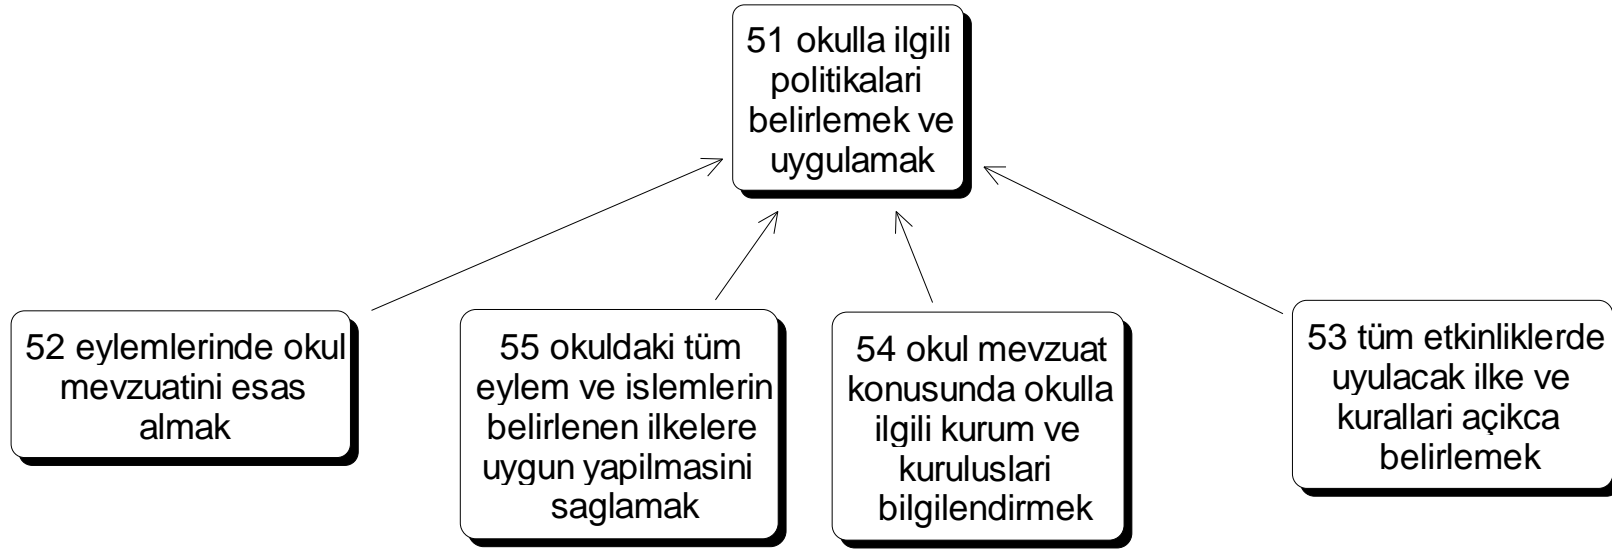 51 okulla ilgili
politikalari
belirlemek ve
uygulamak
52 eylemlerinde okul
mevzuatini esas
almak
55 okuldaki tüm
eylem ve islemlerin
belirlenen ilkelere
uygun yapilmasini
saglamak
54 okul mevzuat
konusunda okulla
ilgili kurum ve
kuruluslari
bilgilendirmek
53 tüm etkinliklerde
uyulacak ilke ve
kurallari açikca
belirlemek